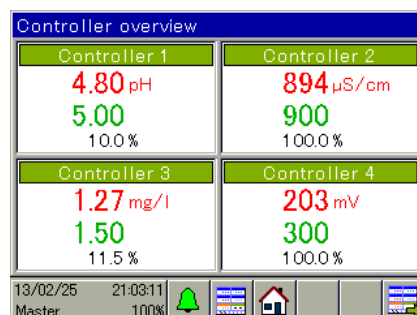 Controller overview
Controller 1
4.80 pH
5.00
10.0 %
Controller 2
894 µS/cm
900
100.0 %
Controller 3
1.27 mg/l
1.50
11.5 %
Controller 4
203 mV
300
100.0 %
13/02/25 21:03:11
Master 100%